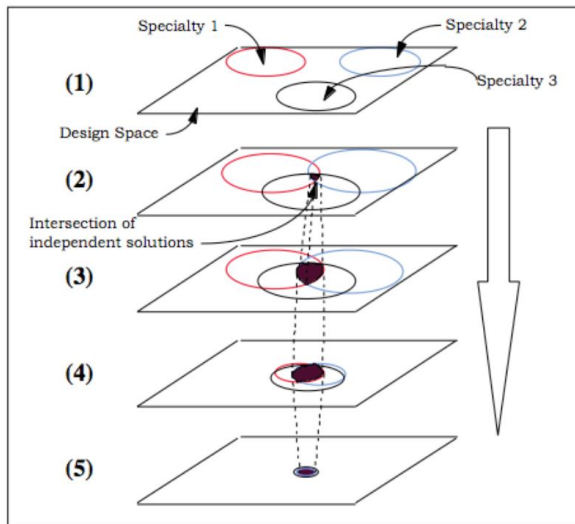 Specialty 1
Specialty 2
(1)
Specialty 3
Design Space
(2)
Intersection of
independent solutions
(3)
(4)
(5)